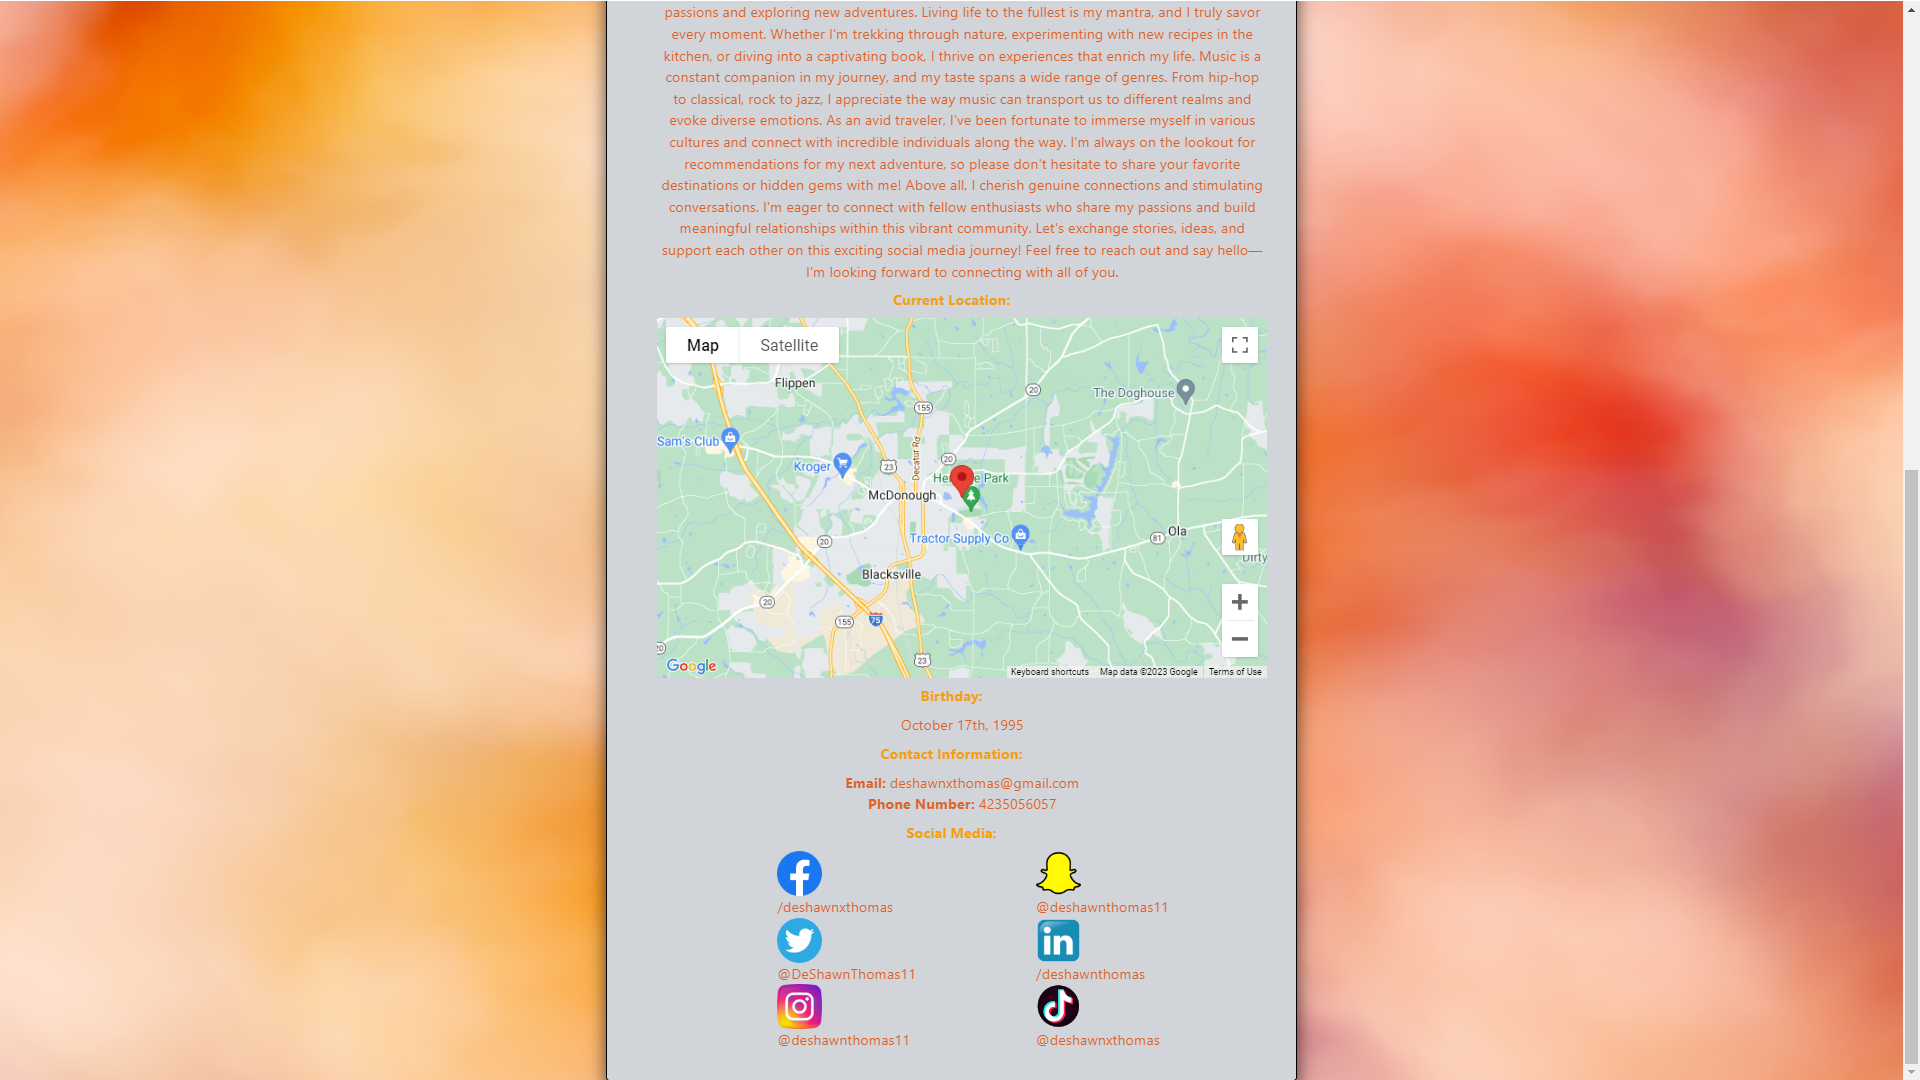 passions and exploring new adventures. Living life to the fullest is my mantra, and I truly savor
every moment. Whether I'm trekking through nature, experimenting with new recipes in the
kitchen, or diving into a captivating book, I thrive on experiences that enrich my life. Music is a
constant companion in my journey, and my taste spans a wide range of genres. From hip-hop
to classical, rock to jazz, I appreciate the way music can transport us to different realms and
evoke diverse emotions. As an avid traveler, I've been fortunate to immerse myself in various
cultures and connect with incredible individuals along the way. I'm always on the lookout for
recommendations for my next adventure, so please don't hesitate to share your favorite
destinations or hidden gems with me! Above all, I cherish genuine connections and stimulating
conversations. I'm eager to connect with fellow enthusiasts who share my passions and build
meaningful relationships within this vibrant community. Let's exchange stories, ideas, and
support each other on this exciting social media journey! Feel free to reach out and say hello—
I'm looking forward to connecting with all of you.
Current Location:
Map Satellite
Flippen
20
The Doghouse
155
Sam's Club
Decatur Rd
20
Kroger
23
Park
McDonough
Ola
81
20
Tractor Supply Co
Dirty
Blacksville
20
155
75
20
23
Google
Keyboard shortcuts Map data ©2023 Google Terms of Use
Birthday:
October 17th, 1995
Contact Information:
Email: deshawnxthomas@gmail.com
Phone Number: 4235056057
Social Media:
/deshawnxthomas
@deshawnthomas11
in
@DeShawnThomas11
/deshawnthomas
@deshawnthomas11
@deshawnxthomas